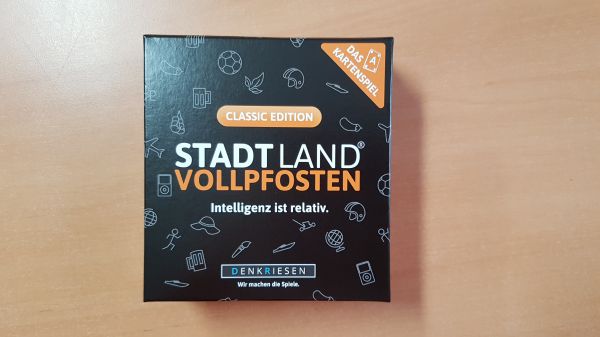 DAS
KARTENSPIEL
A
CLASSIC EDITION
STADT LAND®
VOLLPFOSTEN
Intelligenz ist relativ.
DENKRIESEN
Wir machen die Spiele.